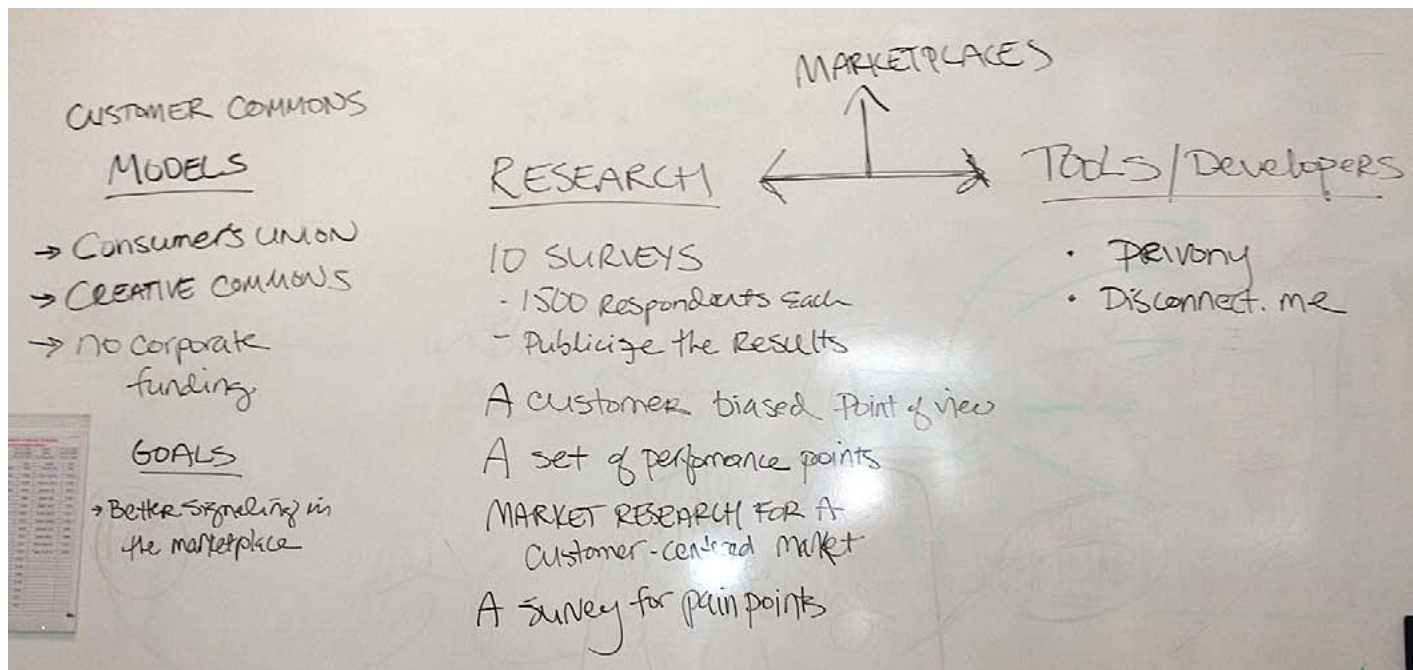 MARKETPLACES
CUSTOMER COMMONS
MODELS
→ Consumer's UNION
→ CREATIVE COMMONS
→ no corporate
funding
GOALS
→ Better signaling in
the marketplace
RESEARCH
10 SURVEYS
- 1500 Respondents Each
- Publicize the Results
A customer biased Point of view
A set of perfomance points
MARKET RESEARCH FOR A
customer-centred market
A survey for pain points
TOOLS / Developers
• Privony
• Disconnect.me